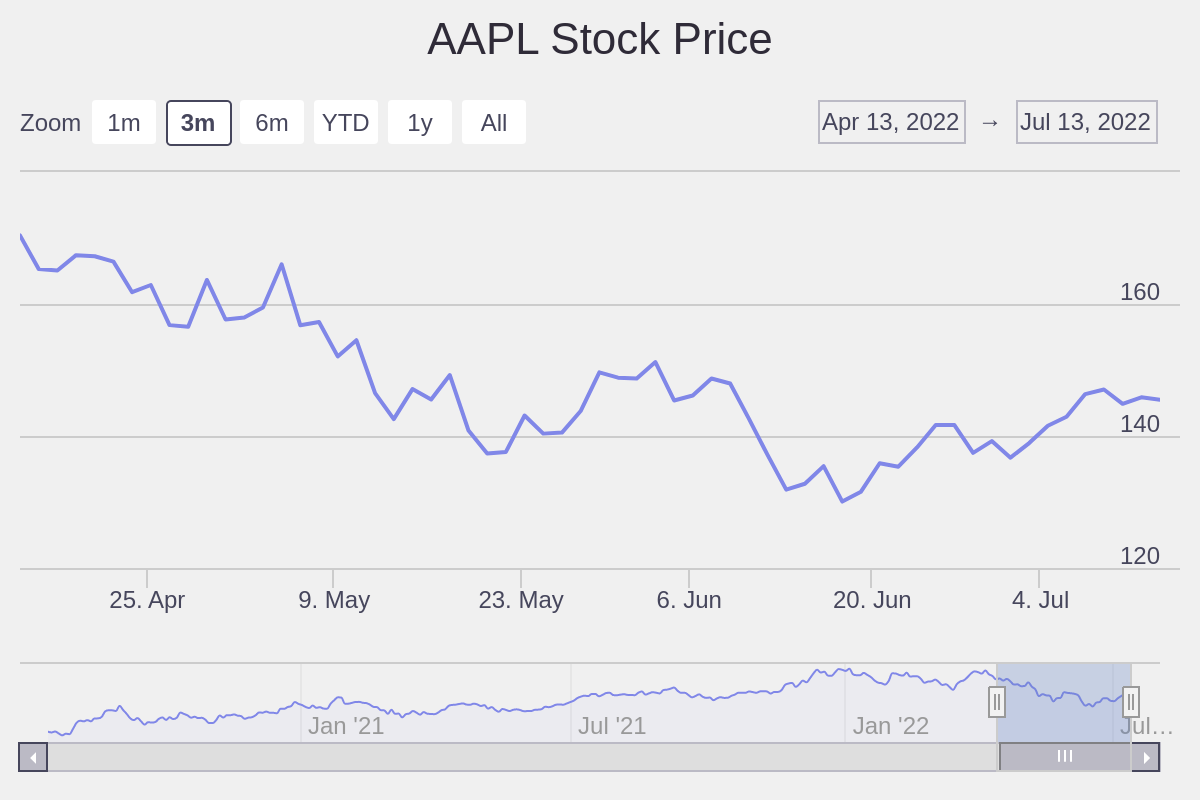 AAPL Stock Price
Zoom 1m 3m 6m YTD 1y All Apr 13, 2022 → Jul 13, 2022
160
140
120
25. Apr 9. May 23. May 6. Jun 20. Jun 4. Jul
Jan '21 Jul '21 Jan '22 Jul…